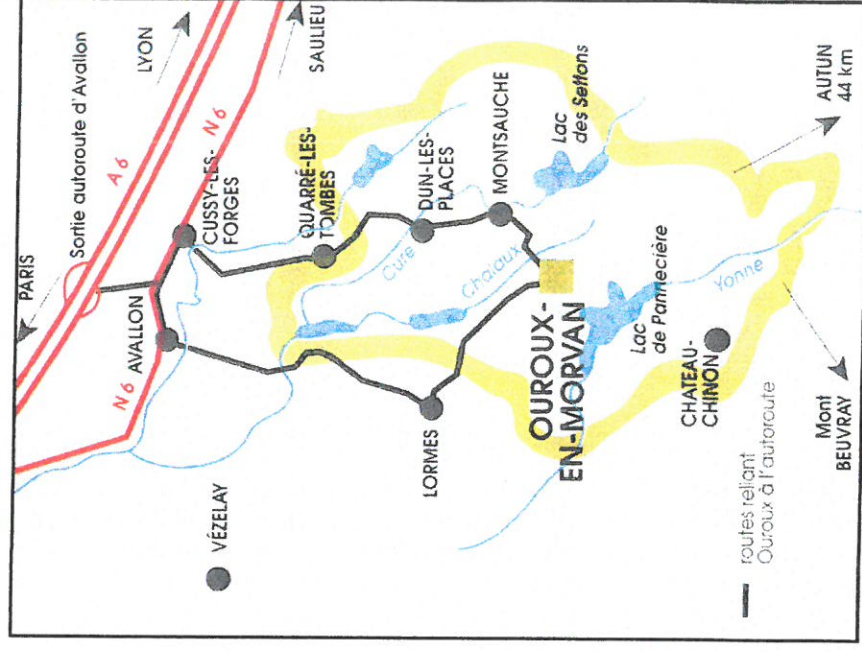 PARIS
Sortie autoroute d'Avallon
LYON
A6
N6
N6
SAULIEU
AVALLON
CUSSY-LES-
FORGES
VÉZELAY
QUARRÉ-LES-
TOMBES
Cure
DUN-LES-
PLACES
Chalaux
LORMES
MONTSAUCHE
Lac
des Settons
OUROUX-
EN-MORVAN
Lac
de Pannecière
Yonne
CHATEAU-
CHINON
AUTUN
44 km
Mont
BEUVRAY
routes reliant
Ouroux à l'autoroute